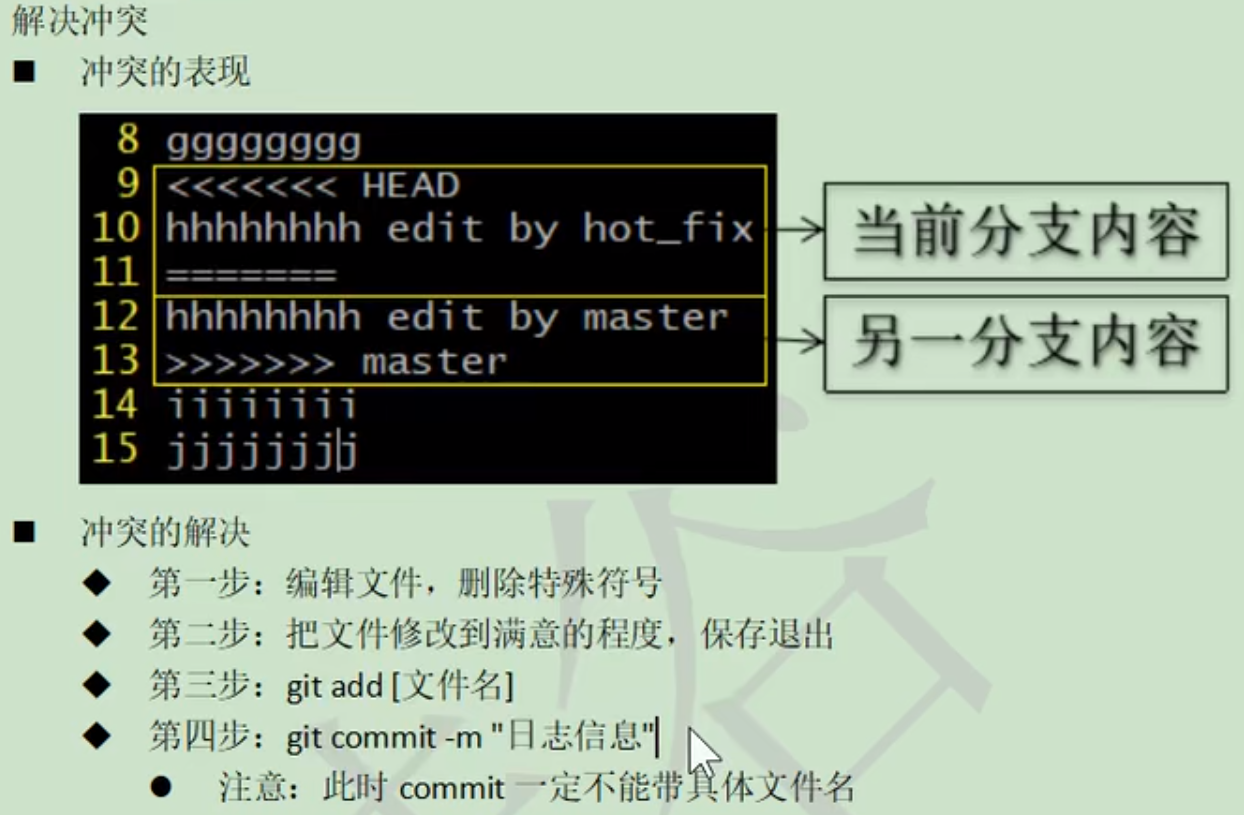 解决冲突
■ 冲突的表现
8 gggggggg
9 <<<<<<< HEAD
10 hhhhhhhh edit by hot_fix
当前分支内容
11 =======
12 hhhhhhhh edit by master
另一分支内容
13 >>>>>>> master
14 iiiiiiii
15 jjjjjjjj
■ 冲突的解决
◆ 第一步：编辑文件，删除特殊符号
◆ 第二步：把文件修改到满意的程度，保存退出
◆ 第三步：git add [文件名]
◆ 第四步：git commit -m "日志信息"
● 注意：此时 commit 一定不能带具体文件名